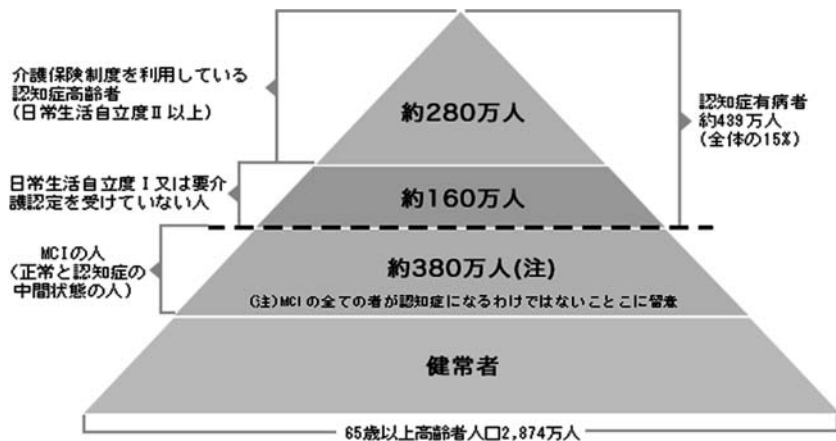 介護保険制度を利用している
認知症高齢者
(日常生活自立度Ⅱ以上)
約280万人
認知症有病者
約439万人
(全体の15%)
日常生活自立度Ⅰ又は要介
護認定を受けていない人
約160万人
MCIの人
(正常と認知症の
中間状態の人)
約380万人(注)
(注)MCIの全ての者が認知症になるわけではないことこに留意
健常者
65歳以上高齢者人口2,874万人